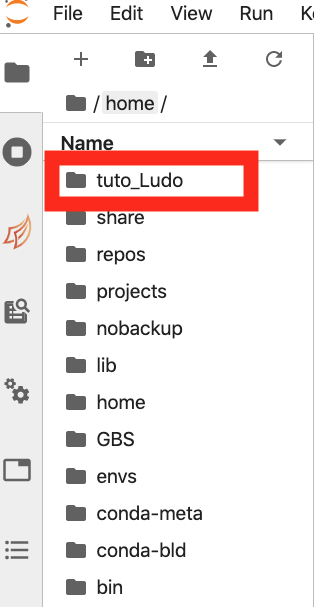 File Edit View Run
/ home /
Name
tuto_Ludo
share
repos
projects
nobackup
lib
home
GBS
envs
conda-meta
conda-bld
bin